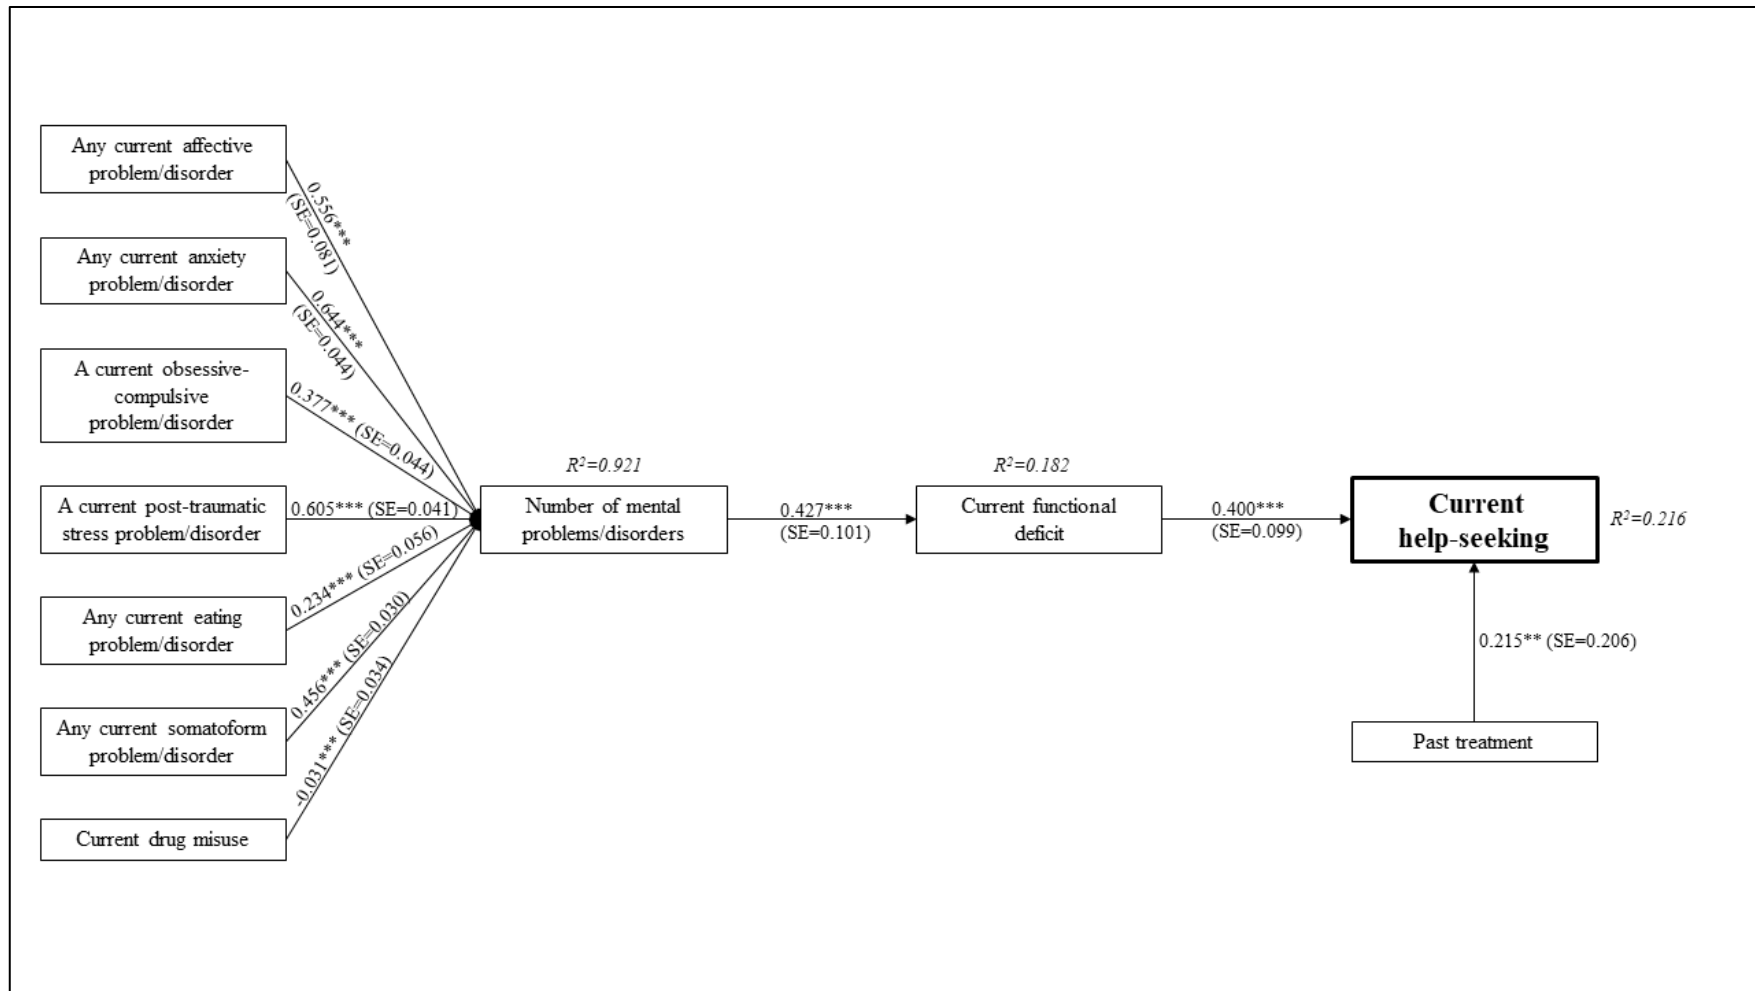 Any current affective
problem/disorder
0.556***
(SE=0.081)
Any current anxiety
problem/disorder
0.644***
(SE=0.044)
A current obsessive-
compulsive
problem/disorder
0.377*** (SE=0.044)
A current post-traumatic
stress problem/disorder
0.605*** (SE=0.041)
Any current eating
problem/disorder
0.234*** (SE=0.056)
Any current somatoform
problem/disorder
0.456*** (SE=0.030)
Current drug misuse
-0.031*** (SE=0.034)
R²=0.921
Number of mental
problems/disorders
0.427***
(SE=0.101)
R²=0.182
Current functional
deficit
0.400***
(SE=0.099)
Current
help-seeking
R²=0.216
0.215** (SE=0.206)
Past treatment